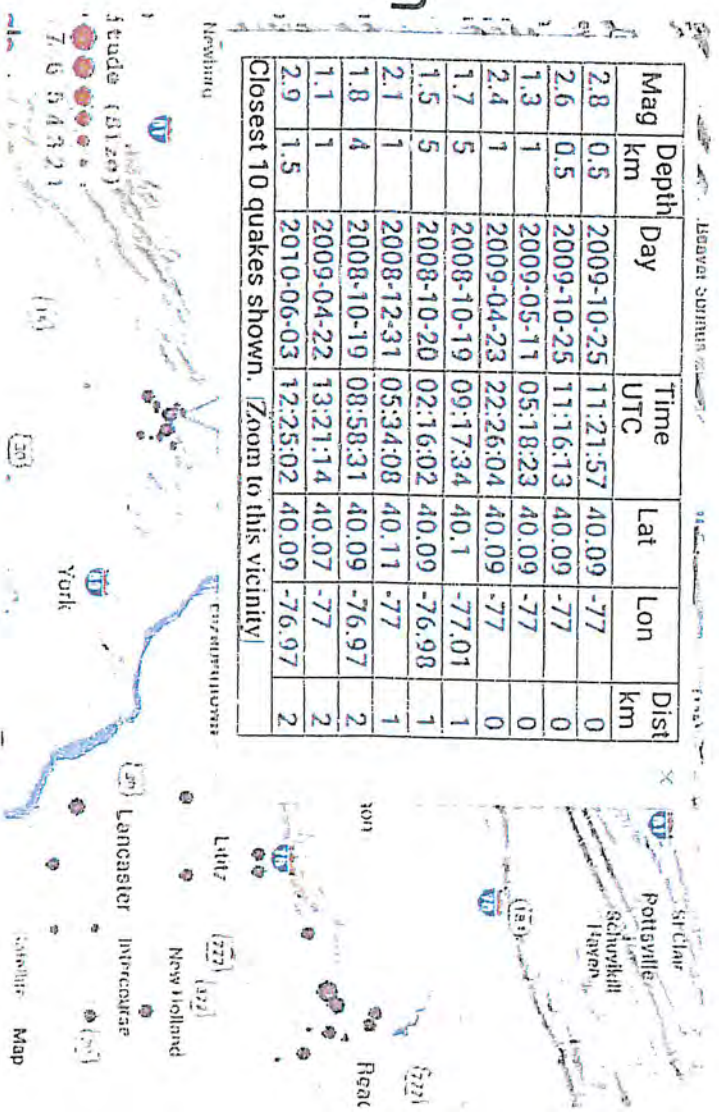 Mag Depth km Day Time UTC Lat Lon Dist km
2.8 0.5 2009-10-25 11:21:57 40.09 -77 0
2.6 0.5 2009-10-25 11:16:13 40.09 -77 0
1.3 1 2009-05-11 05:18:23 40.09 -77 0
2.4 1 2009-04-23 22:26:04 40.09 -77 0
1.7 5 2008-10-19 09:17:34 40.1 -77.01 1
1.5 5 2008-10-20 02:16:02 40.09 -76.98 1
2.1 1 2008-12-31 05:34:08 40.11 -77 1
1.8 4 2008-10-19 08:58:31 40.09 -76.97 2
1.1 1 2009-04-22 13:21:14 40.07 -77 2
2.9 1.5 2010-06-03 12:25:02 40.09 -76.97 2
Closest 10 quakes shown. Zoom to this vicinity
St Clair
Pottsville
Schuylkill
Haven
Newburg
York
Lititz
Lancaster
New Holland
Intercourse
Reac
ron
(777)
(322)
itude (Size)
7 6 5 4 3 2 1
Satellite
Map